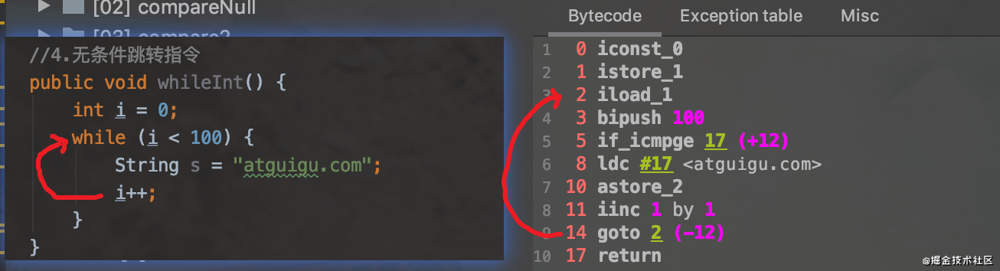 [02] compareNull
[03] compare2
//4.无条件跳转指令
public void whileInt() {
int i = 0;
while (i < 100) {
String s = "atguigu.com";
i++;
}
}
Bytecode Exception table Misc
1 0 iconst_0
2 1 istore_1
3 2 iload_1
4 3 bipush 100
5 5 if_icmpge 17 (+12)
6 8 ldc #17 <atguigu.com>
7 10 astore_2
8 11 iinc 1 by 1
9 14 goto 2 (-12)
10 17 return
@掘金技术社区